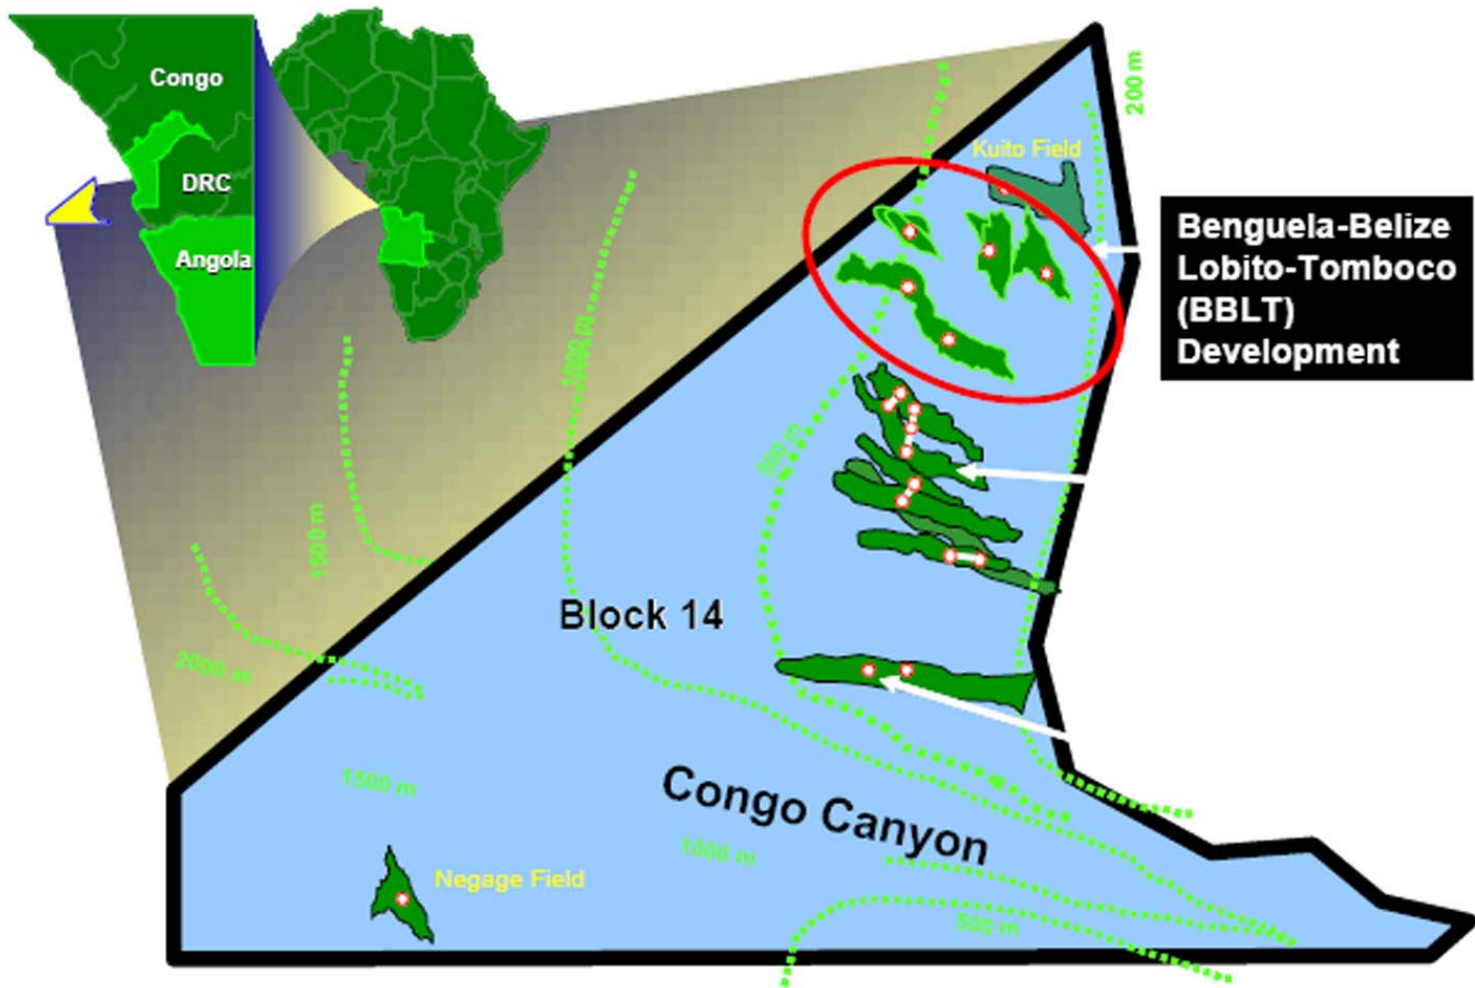 Congo
DRC
Angola
200 m
Kuito Field
Benguela-Belize
Lobito-Tomboco
(BBLT)
Development
1000 m
500 m
1500 m
Block 14
2000 m
1500 m
Congo Canyon
1000 m
Negage Field
500 m